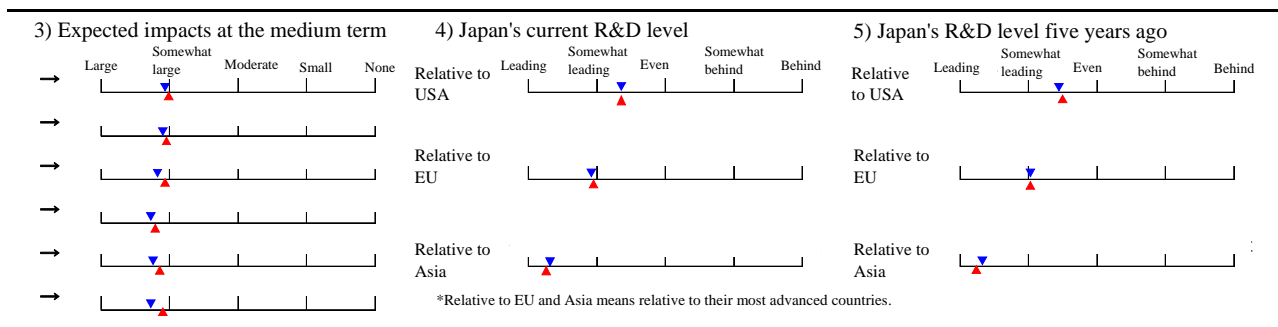 3) Expected impacts at the medium term
Large
Somewhat
large
Moderate
Small
None
4) Japan's current R&D level
Leading
Somewhat
leading
Even
Somewhat
behind
Behind
Relative to
USA
Relative to
EU
Relative to
Asia
*Relative to EU and Asia means relative to their most advanced countries.
5) Japan's R&D level five years ago
Leading
Somewhat
leading
Even
Somewhat
behind
Behind
Relative
to USA
Relative to
EU
Relative to
Asia